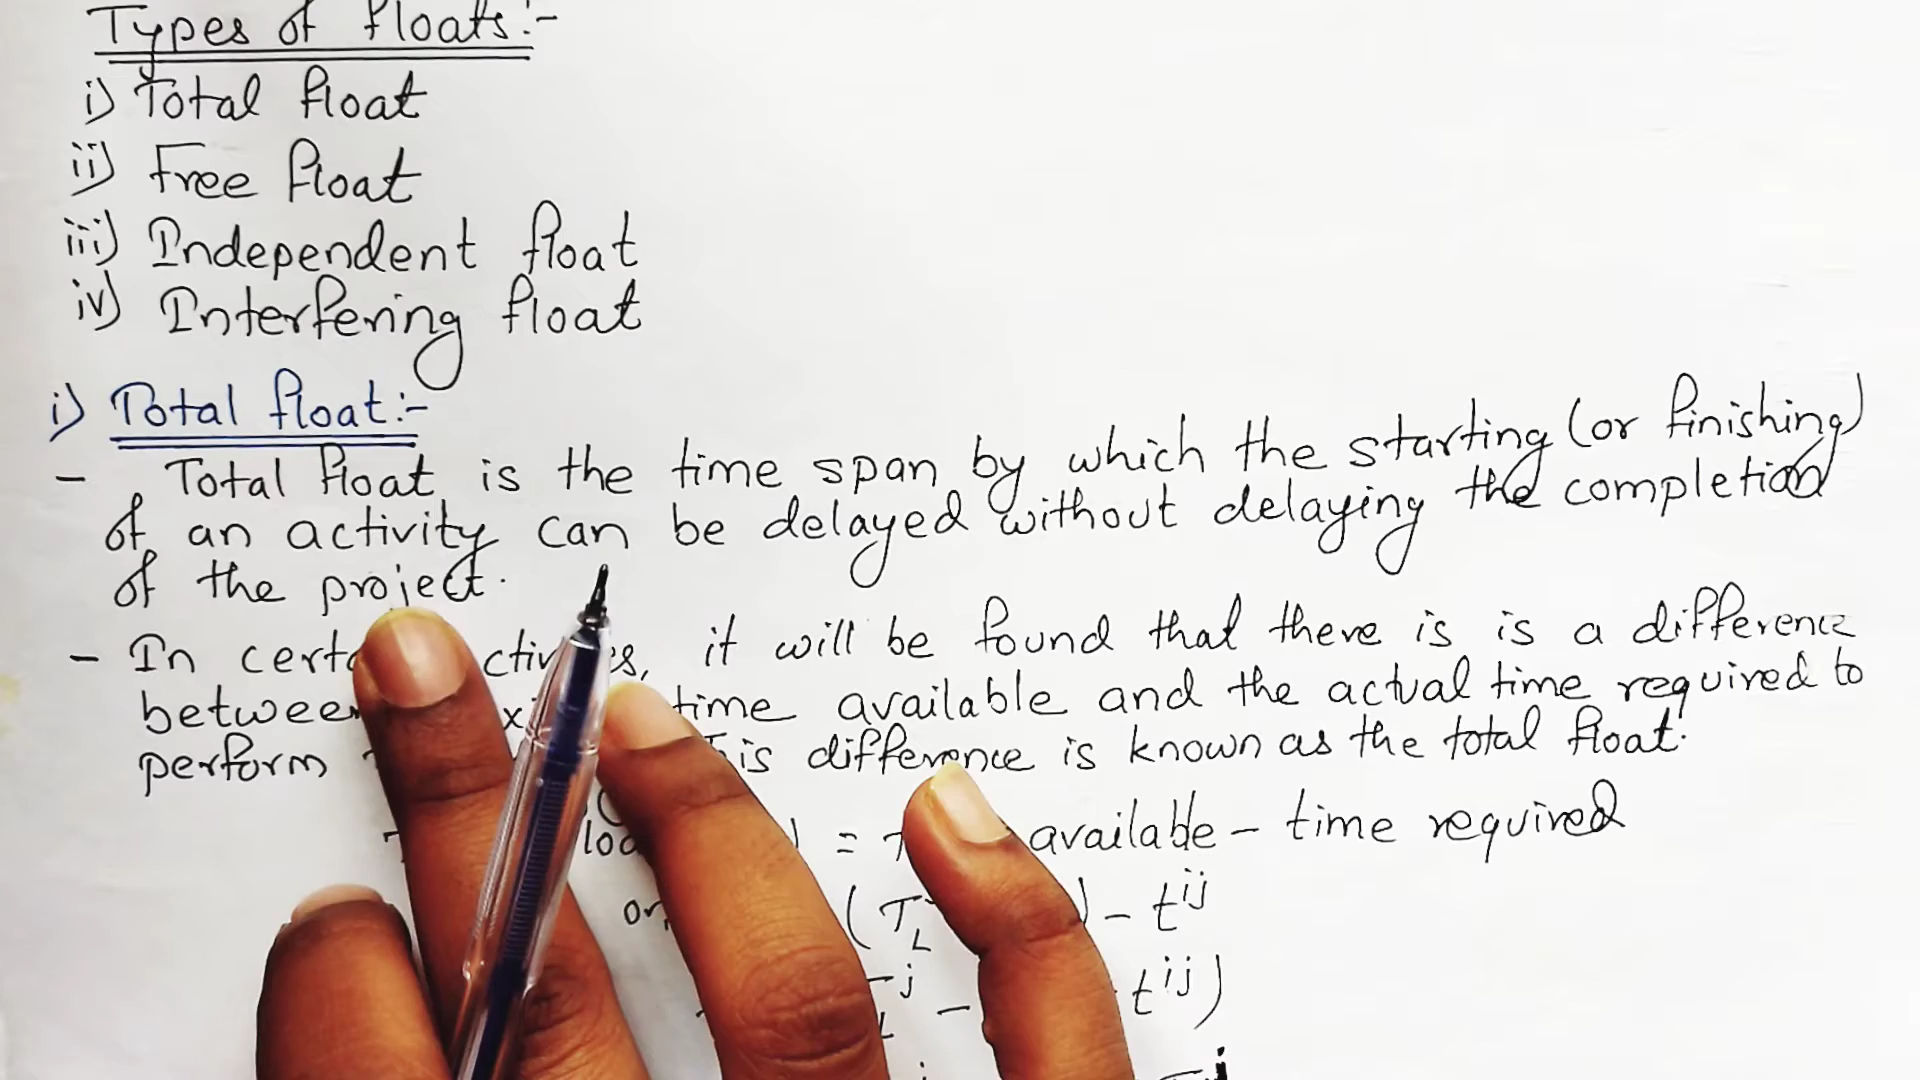 Types of floats:-
i) Total float
ii) Free float
iii) Independent float
iv) Interfering float
i) Total float:-
- Total float is the time span by which the starting (or finishing)
of an activity can be delayed without delaying the completion
of the project.
- In it will be found that there is is a difference
between time available and the actual time required to
perform difference is known as the total float.
= available - time required
- t^ij
- t^ij)